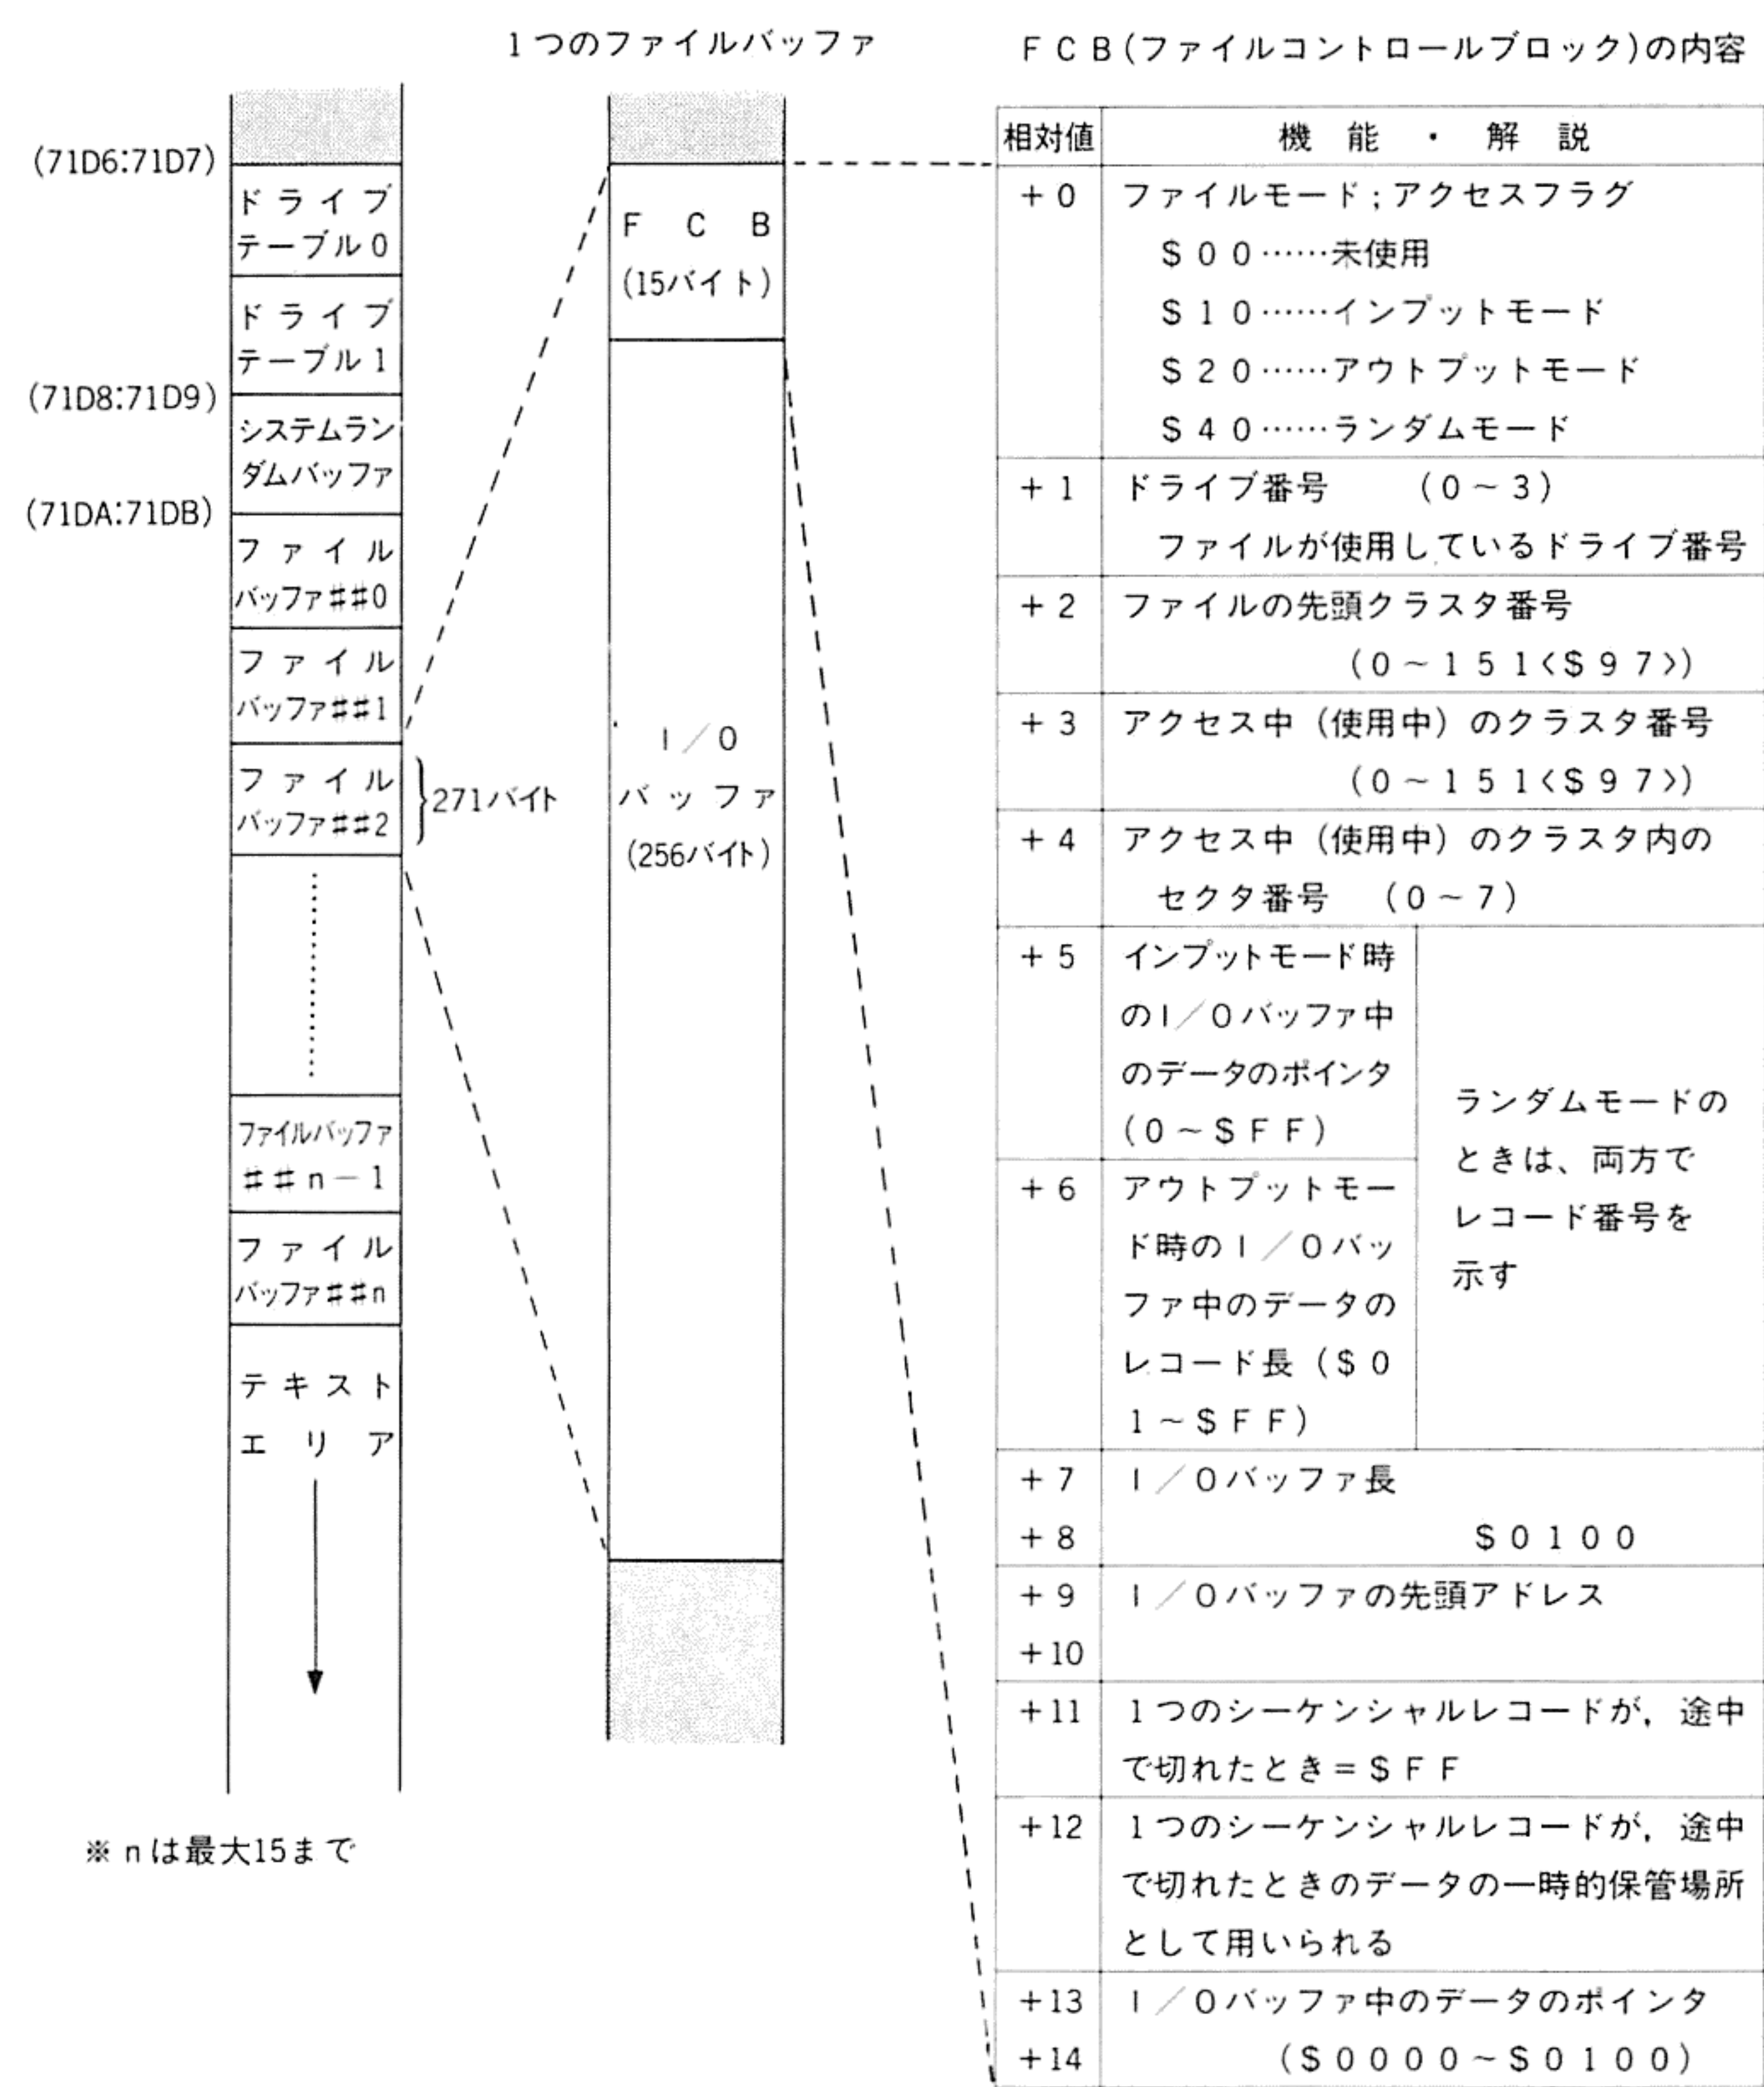 1つのファイルバッファ
(71D6:71D7)
ドライブ
テーブル0
ドライブ
テーブル1
(71D8:71D9)
システムラン
ダムバッファ
(71DA:71DB)
ファイル
バッファ##0
ファイル
バッファ##1
ファイル
バッファ##2
271バイト
ファイルバッファ
##n-1
ファイル
バッファ##n
テキスト
エリア
※nは最大15まで
FCB
(15バイト)
I/O
バッファ
(256バイト)
FCB(ファイルコントロールブロック)の内容
相対値 機能・解説
+0 ファイルモード;アクセスフラグ
$00……未使用
$10……インプットモード
$20……アウトプットモード
$40……ランダムモード
+1 ドライブ番号 (0~3)
ファイルが使用しているドライブ番号
+2 ファイルの先頭クラスタ番号
(0~151<$97>)
+3 アクセス中(使用中)のクラスタ番号
(0~151<$97>)
+4 アクセス中(使用中)のクラスタ内の
セクタ番号 (0~7)
+5 インプットモード時
のI/Oバッファ中
のデータのポインタ
(0~$FF)
+6 アウトプットモー
ド時のI/Oバッ
ファ中のデータの
レコード長($0
1~$FF)
ランダムモードの
ときは、両方で
レコード番号を
示す
+7 I/Oバッファ長
+8 $0100
+9 I/Oバッファの先頭アドレス
+10
+11 1つのシーケンシャルレコードが,途中
で切れたとき=$FF
+12 1つのシーケンシャルレコードが,途中
で切れたときのデータの一時的保管場所
として用いられる
+13 I/Oバッファ中のデータのポインタ
+14 ($0000~$0100)